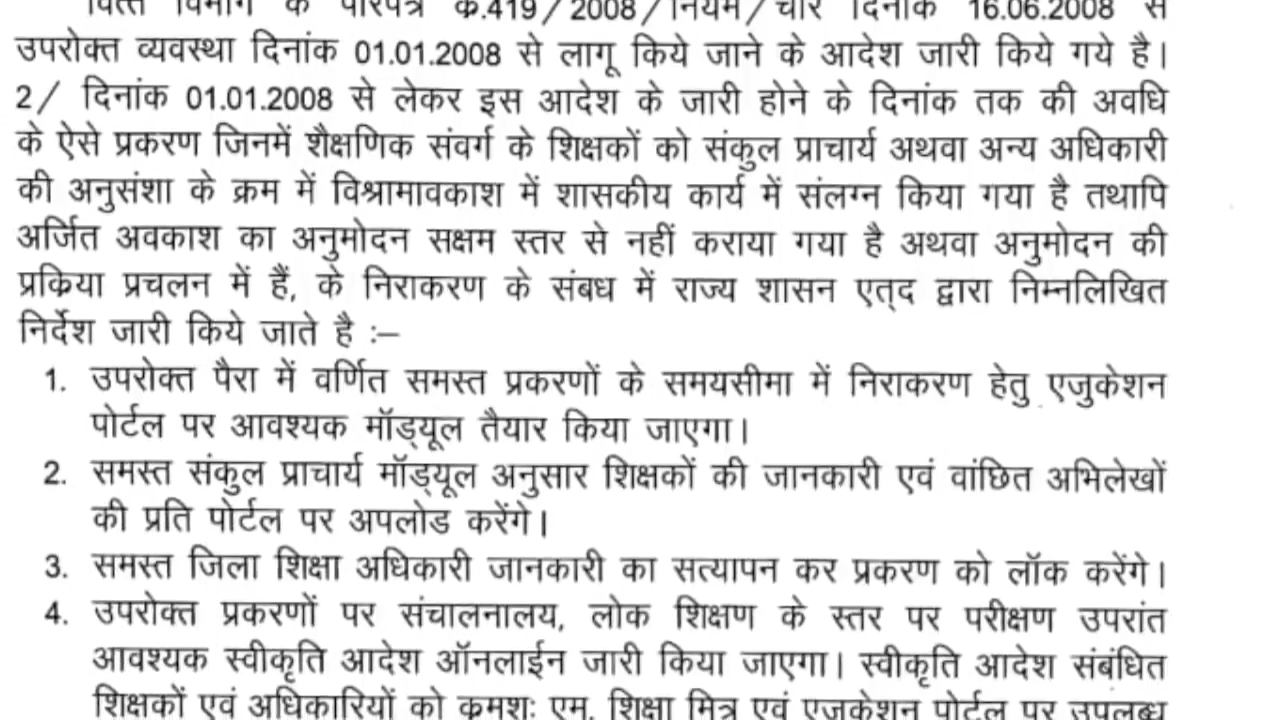 वित्त विभाग के परिपत्र क्र.419/2008/नियम/चार दिनांक 16.06.2008 से
उपरोक्त व्यवस्था दिनांक 01.01.2008 से लागू किये जाने के आदेश जारी किये गये है।
2/ दिनांक 01.01.2008 से लेकर इस आदेश के जारी होने के दिनांक तक की अवधि
के ऐसे प्रकरण जिनमें शैक्षणिक संवर्ग के शिक्षकों को संकुल प्राचार्य अथवा अन्य अधिकारी
की अनुसंशा के क्रम में विश्रामावकाश में शासकीय कार्य में संलग्न किया गया है तथापि
अर्जित अवकाश का अनुमोदन सक्षम स्तर से नहीं कराया गया है अथवा अनुमोदन की
प्रक्रिया प्रचलन में हैं, के निराकरण के संबध में राज्य शासन एत्द द्वारा निम्नलिखित
निर्देश जारी किये जाते है :–
1. उपरोक्त पैरा में वर्णित समस्त प्रकरणों के समयसीमा में निराकरण हेतु एजुकेशन
पोर्टल पर आवश्यक मॉड्यूल तैयार किया जाएगा।
2. समस्त संकुल प्राचार्य मॉड्यूल अनुसार शिक्षकों की जानकारी एवं वांछित अभिलेखों
की प्रति पोर्टल पर अपलोड करेंगे।
3. समस्त जिला शिक्षा अधिकारी जानकारी का सत्यापन कर प्रकरण को लॉक करेंगे।
4. उपरोक्त प्रकरणों पर संचालनालय, लोक शिक्षण के स्तर पर परीक्षण उपरांत
आवश्यक स्वीकृति आदेश ऑनलाईन जारी किया जाएगा। स्वीकृति आदेश संबंधित
शिक्षकों एवं अधिकारियों को क्रमशः एम. शिक्षा मित्र एवं एजुकेशन पोर्टल पर उपलब्ध